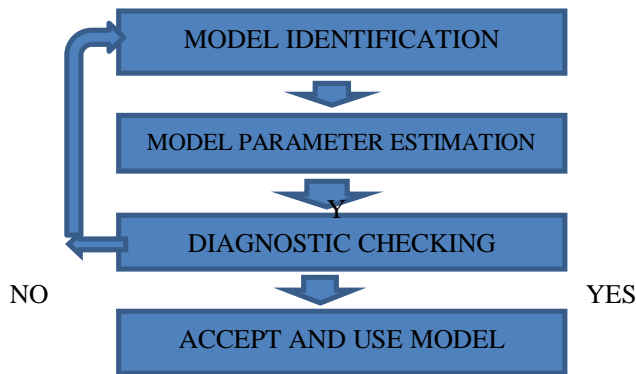 MODEL IDENTIFICATION
MODEL PARAMETER ESTIMATION
Y
DIAGNOSTIC CHECKING
NO
YES
ACCEPT AND USE MODEL